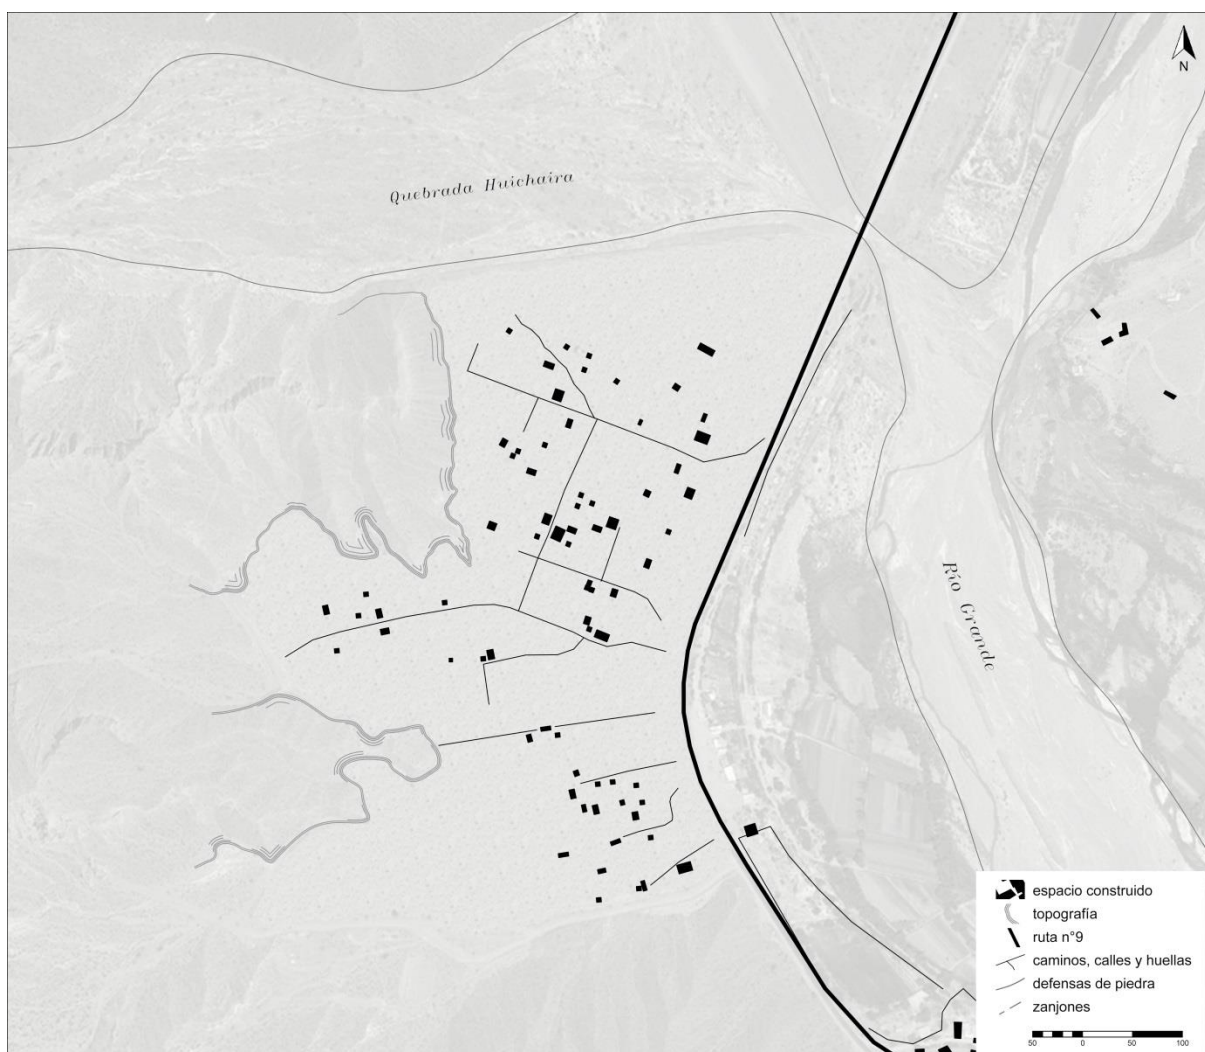 N
Quebrada Huichaira
Río Grande
espacio construido
topografía
ruta n°9
caminos, calles y huellas
defensas de piedra
zanjones
50 0 50 100